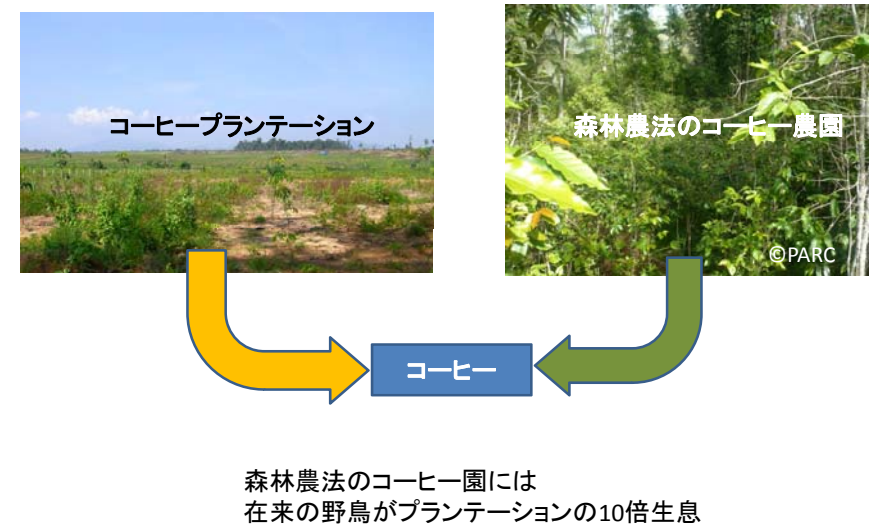 コーヒープランテーション
森林農法のコーヒー農園
©PARC
コーヒー
森林農法のコーヒー園には
在来の野鳥がプランテーションの10倍生息